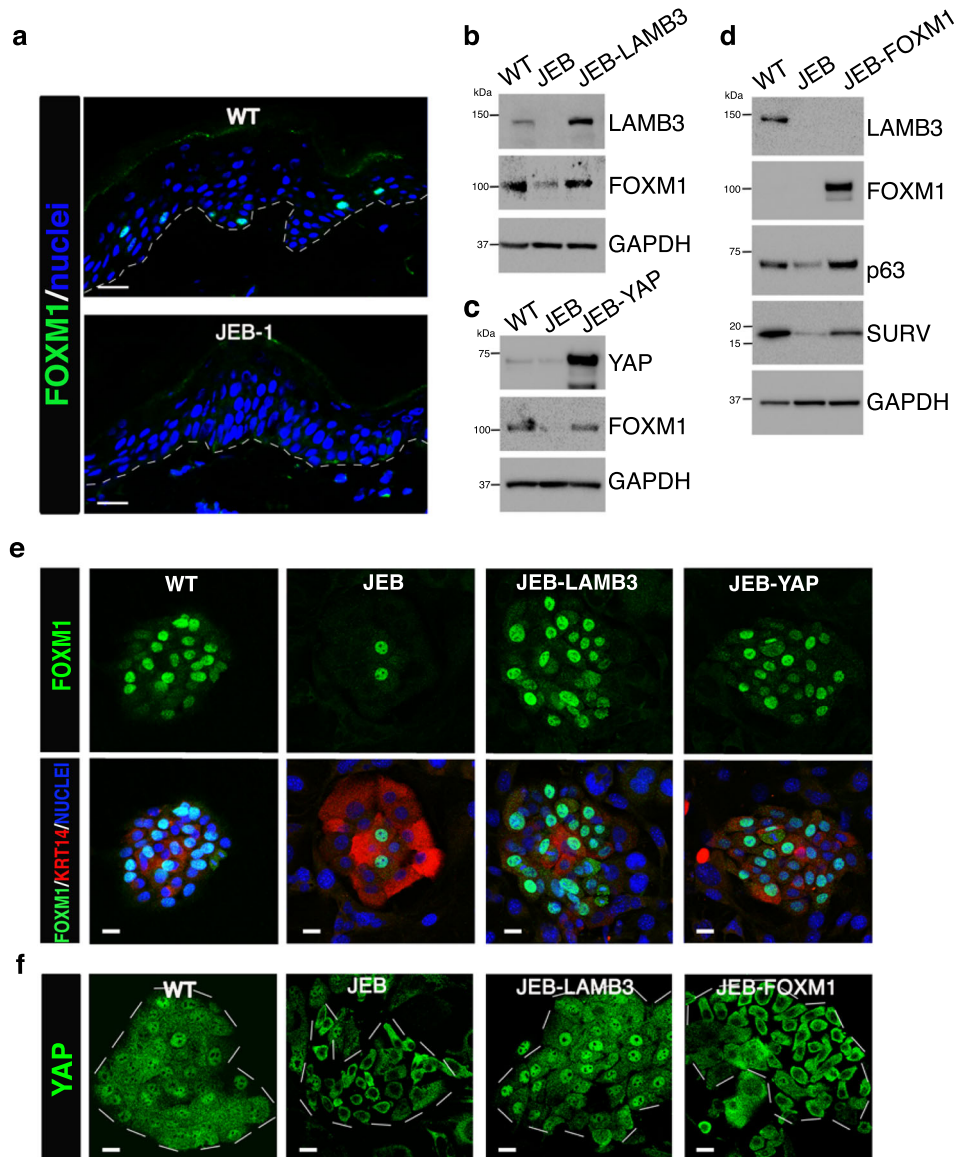 a
WT
FOXM1/nuclei
JEB-1
b
WT JEB JEB-LAMB3
kDa
150 LAMB3
100 FOXM1
37 GAPDH
c
WT JEB JEB-YAP
kDa
75 YAP
100 FOXM1
37 GAPDH
d
WT JEB JEB-FOXM1
kDa
150 LAMB3
100 FOXM1
75 p63
20 SURV
15
37 GAPDH
e
FOXM1
WT JEB JEB-LAMB3 JEB-YAP
FOXM1/KRT14/NUCLEI
f
YAP
WT JEB JEB-LAMB3 JEB-FOXM1